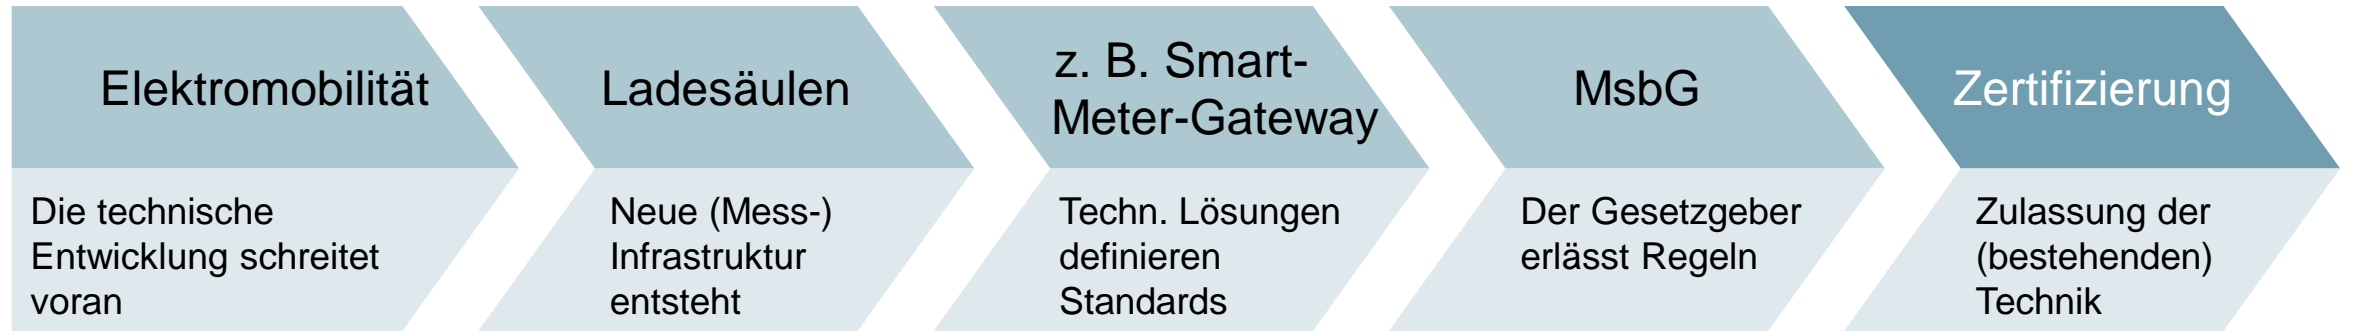 Elektromobilität
Die technische
Entwicklung schreitet
voran
Ladesäulen
Neue (Mess-)
Infrastruktur
entsteht
z. B. Smart-
Meter-Gateway
Techn. Lösungen
definieren
Standards
MsbG
Der Gesetzgeber
erlässt Regeln
Zertifizierung
Zulassung der
(bestehenden)
Technik